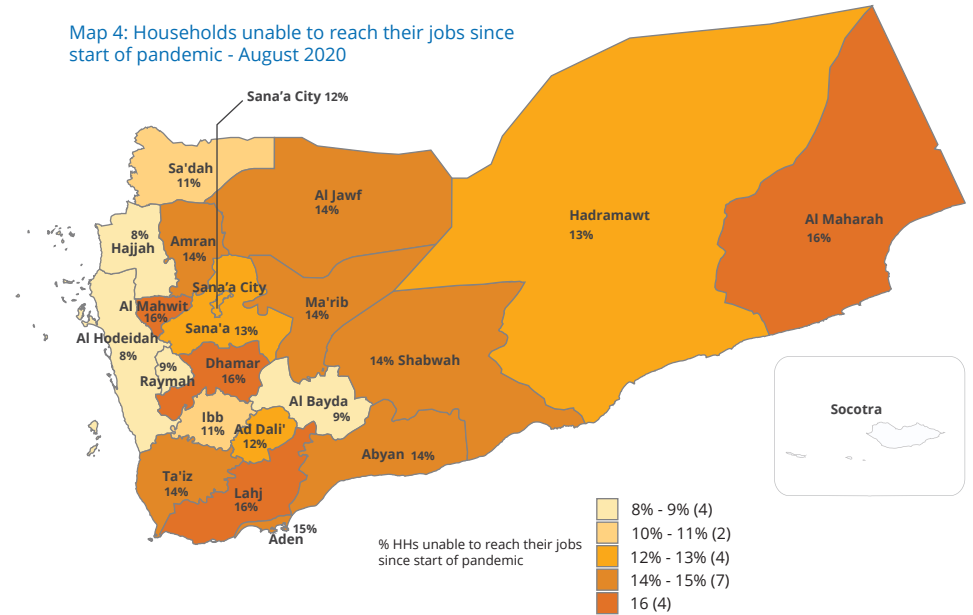 Map 4: Households unable to reach their jobs since
start of pandemic - August 2020
Sana'a City 12%
Sa'dah
11%
Al Jawf
14%
Hadramawt
13%
Al Maharah
16%
8%
Hajjah
Amran
14%
Sana'a City
Al Mahwit
16%
Ma'rib
14%
Sana'a 13%
Al Hodeidah
8%
9%
Raymah
Dhamar
16%
14% Shabwah
Al Bayda
9%
Ibb
11%
Ad Dali'
12%
Abyan 14%
Ta'iz
14%
Lahj
16%
15%
Aden
Socotra
% HHs unable to reach their jobs
since start of pandemic
8% - 9% (4)
10% - 11% (2)
12% - 13% (4)
14% - 15% (7)
16 (4)